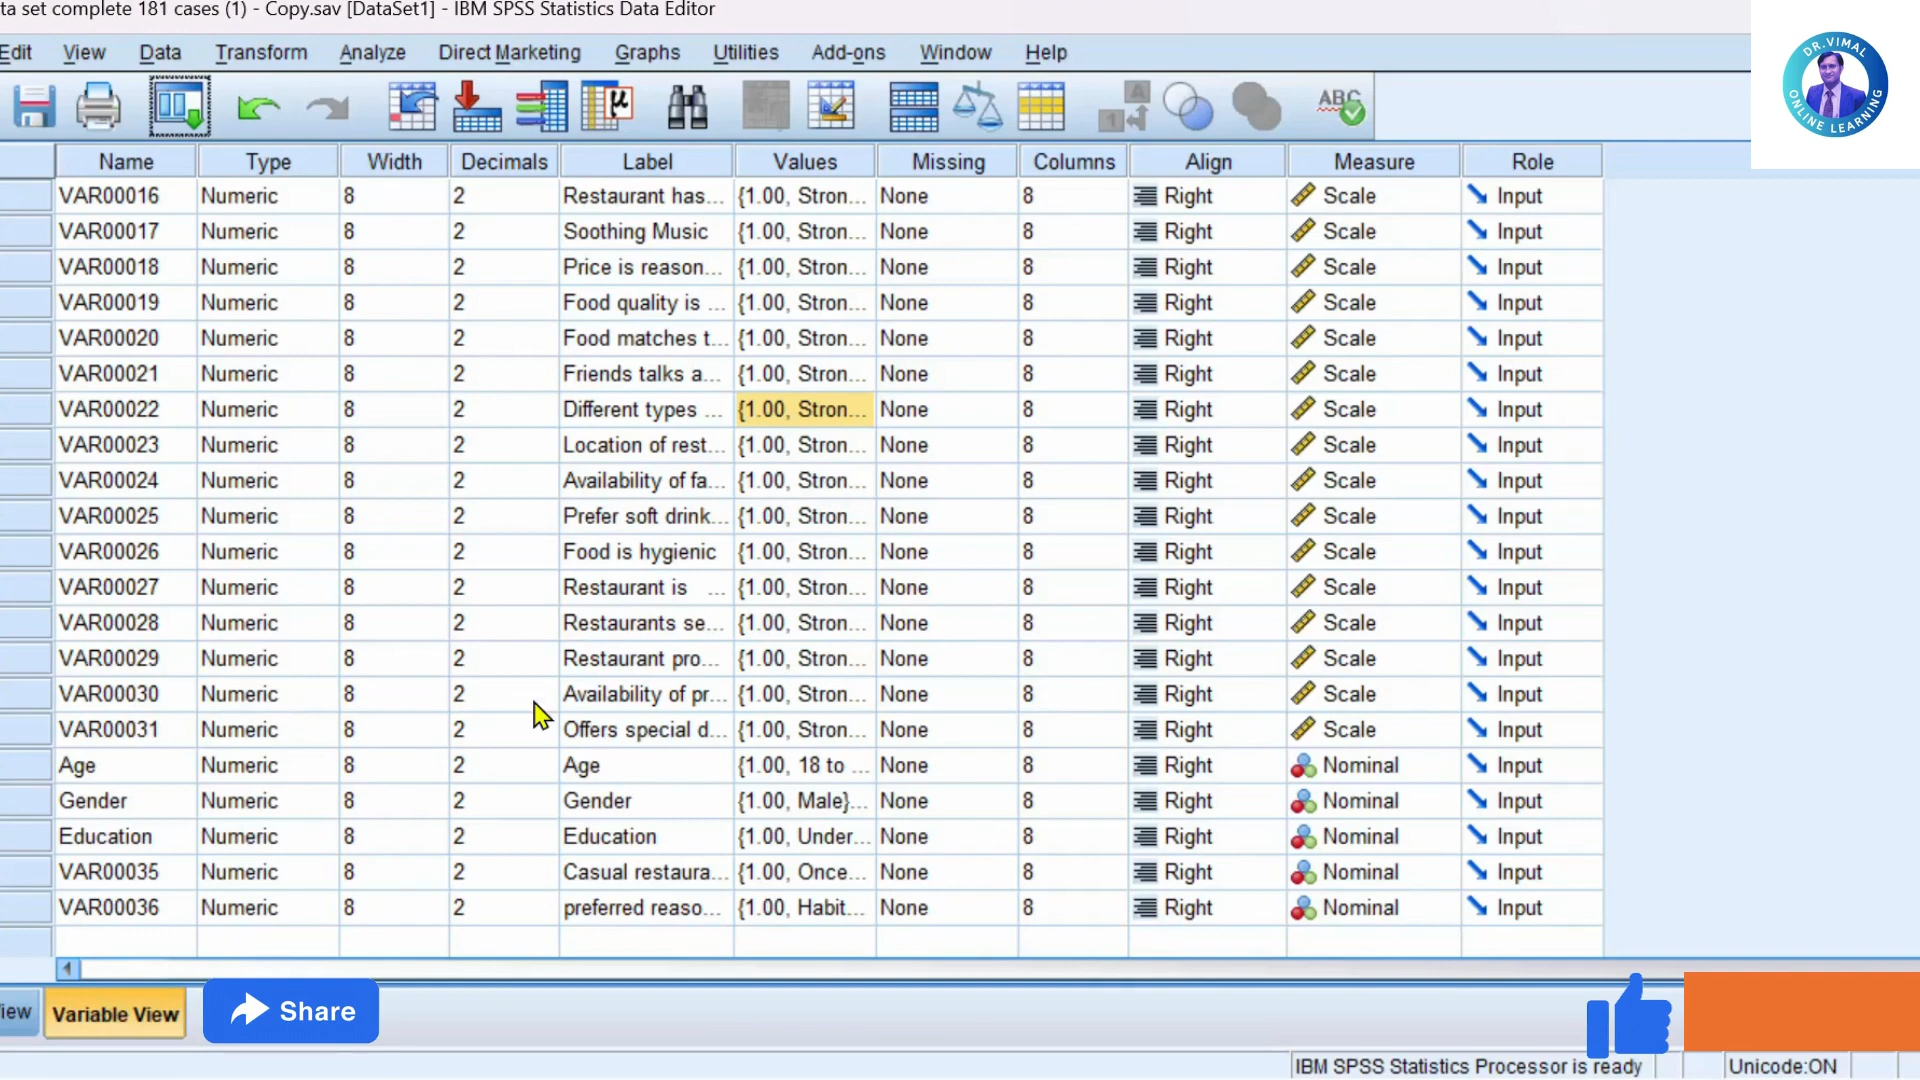 ta set complete 181 cases (1) - Copy.sav [DataSet1] - IBM SPSS Statistics Data Editor
Edit View Data Transform Analyze Direct Marketing Graphs Utilities Add-ons Window Help
DR.VIMAL ONLINE LEARNING
A 1 ABC
μ
Name Type Width Decimals Label Values Missing Columns Align Measure Role
VAR00016 Numeric 8 2 Restaurant has... {1.00, Stron... None 8 Right Scale Input
VAR00017 Numeric 8 2 Soothing Music {1.00, Stron... None 8 Right Scale Input
VAR00018 Numeric 8 2 Price is reason... {1.00, Stron... None 8 Right Scale Input
VAR00019 Numeric 8 2 Food quality is ... {1.00, Stron... None 8 Right Scale Input
VAR00020 Numeric 8 2 Food matches t... {1.00, Stron... None 8 Right Scale Input
VAR00021 Numeric 8 2 Friends talks a... {1.00, Stron... None 8 Right Scale Input
VAR00022 Numeric 8 2 Different types ... {1.00, Stron... None 8 Right Scale Input
VAR00023 Numeric 8 2 Location of rest... {1.00, Stron... None 8 Right Scale Input
VAR00024 Numeric 8 2 Availability of fa... {1.00, Stron... None 8 Right Scale Input
VAR00025 Numeric 8 2 Prefer soft drink... {1.00, Stron... None 8 Right Scale Input
VAR00026 Numeric 8 2 Food is hygienic {1.00, Stron... None 8 Right Scale Input
VAR00027 Numeric 8 2 Restaurant is ... {1.00, Stron... None 8 Right Scale Input
VAR00028 Numeric 8 2 Restaurants se... {1.00, Stron... None 8 Right Scale Input
VAR00029 Numeric 8 2 Restaurant pro... {1.00, Stron... None 8 Right Scale Input
VAR00030 Numeric 8 2 Availability of pr... {1.00, Stron... None 8 Right Scale Input
VAR00031 Numeric 8 2 Offers special d... {1.00, Stron... None 8 Right Scale Input
Age Numeric 8 2 Age {1.00, 18 to ... None 8 Right Nominal Input
Gender Numeric 8 2 Gender {1.00, Male}... None 8 Right Nominal Input
Education Numeric 8 2 Education {1.00, Under... None 8 Right Nominal Input
VAR00035 Numeric 8 2 Casual restaura... {1.00, Once... None 8 Right Nominal Input
VAR00036 Numeric 8 2 preferred reaso... {1.00, Habit... None 8 Right Nominal Input
iew Variable View Share
IBM SPSS Statistics Processor is ready Unicode:ON